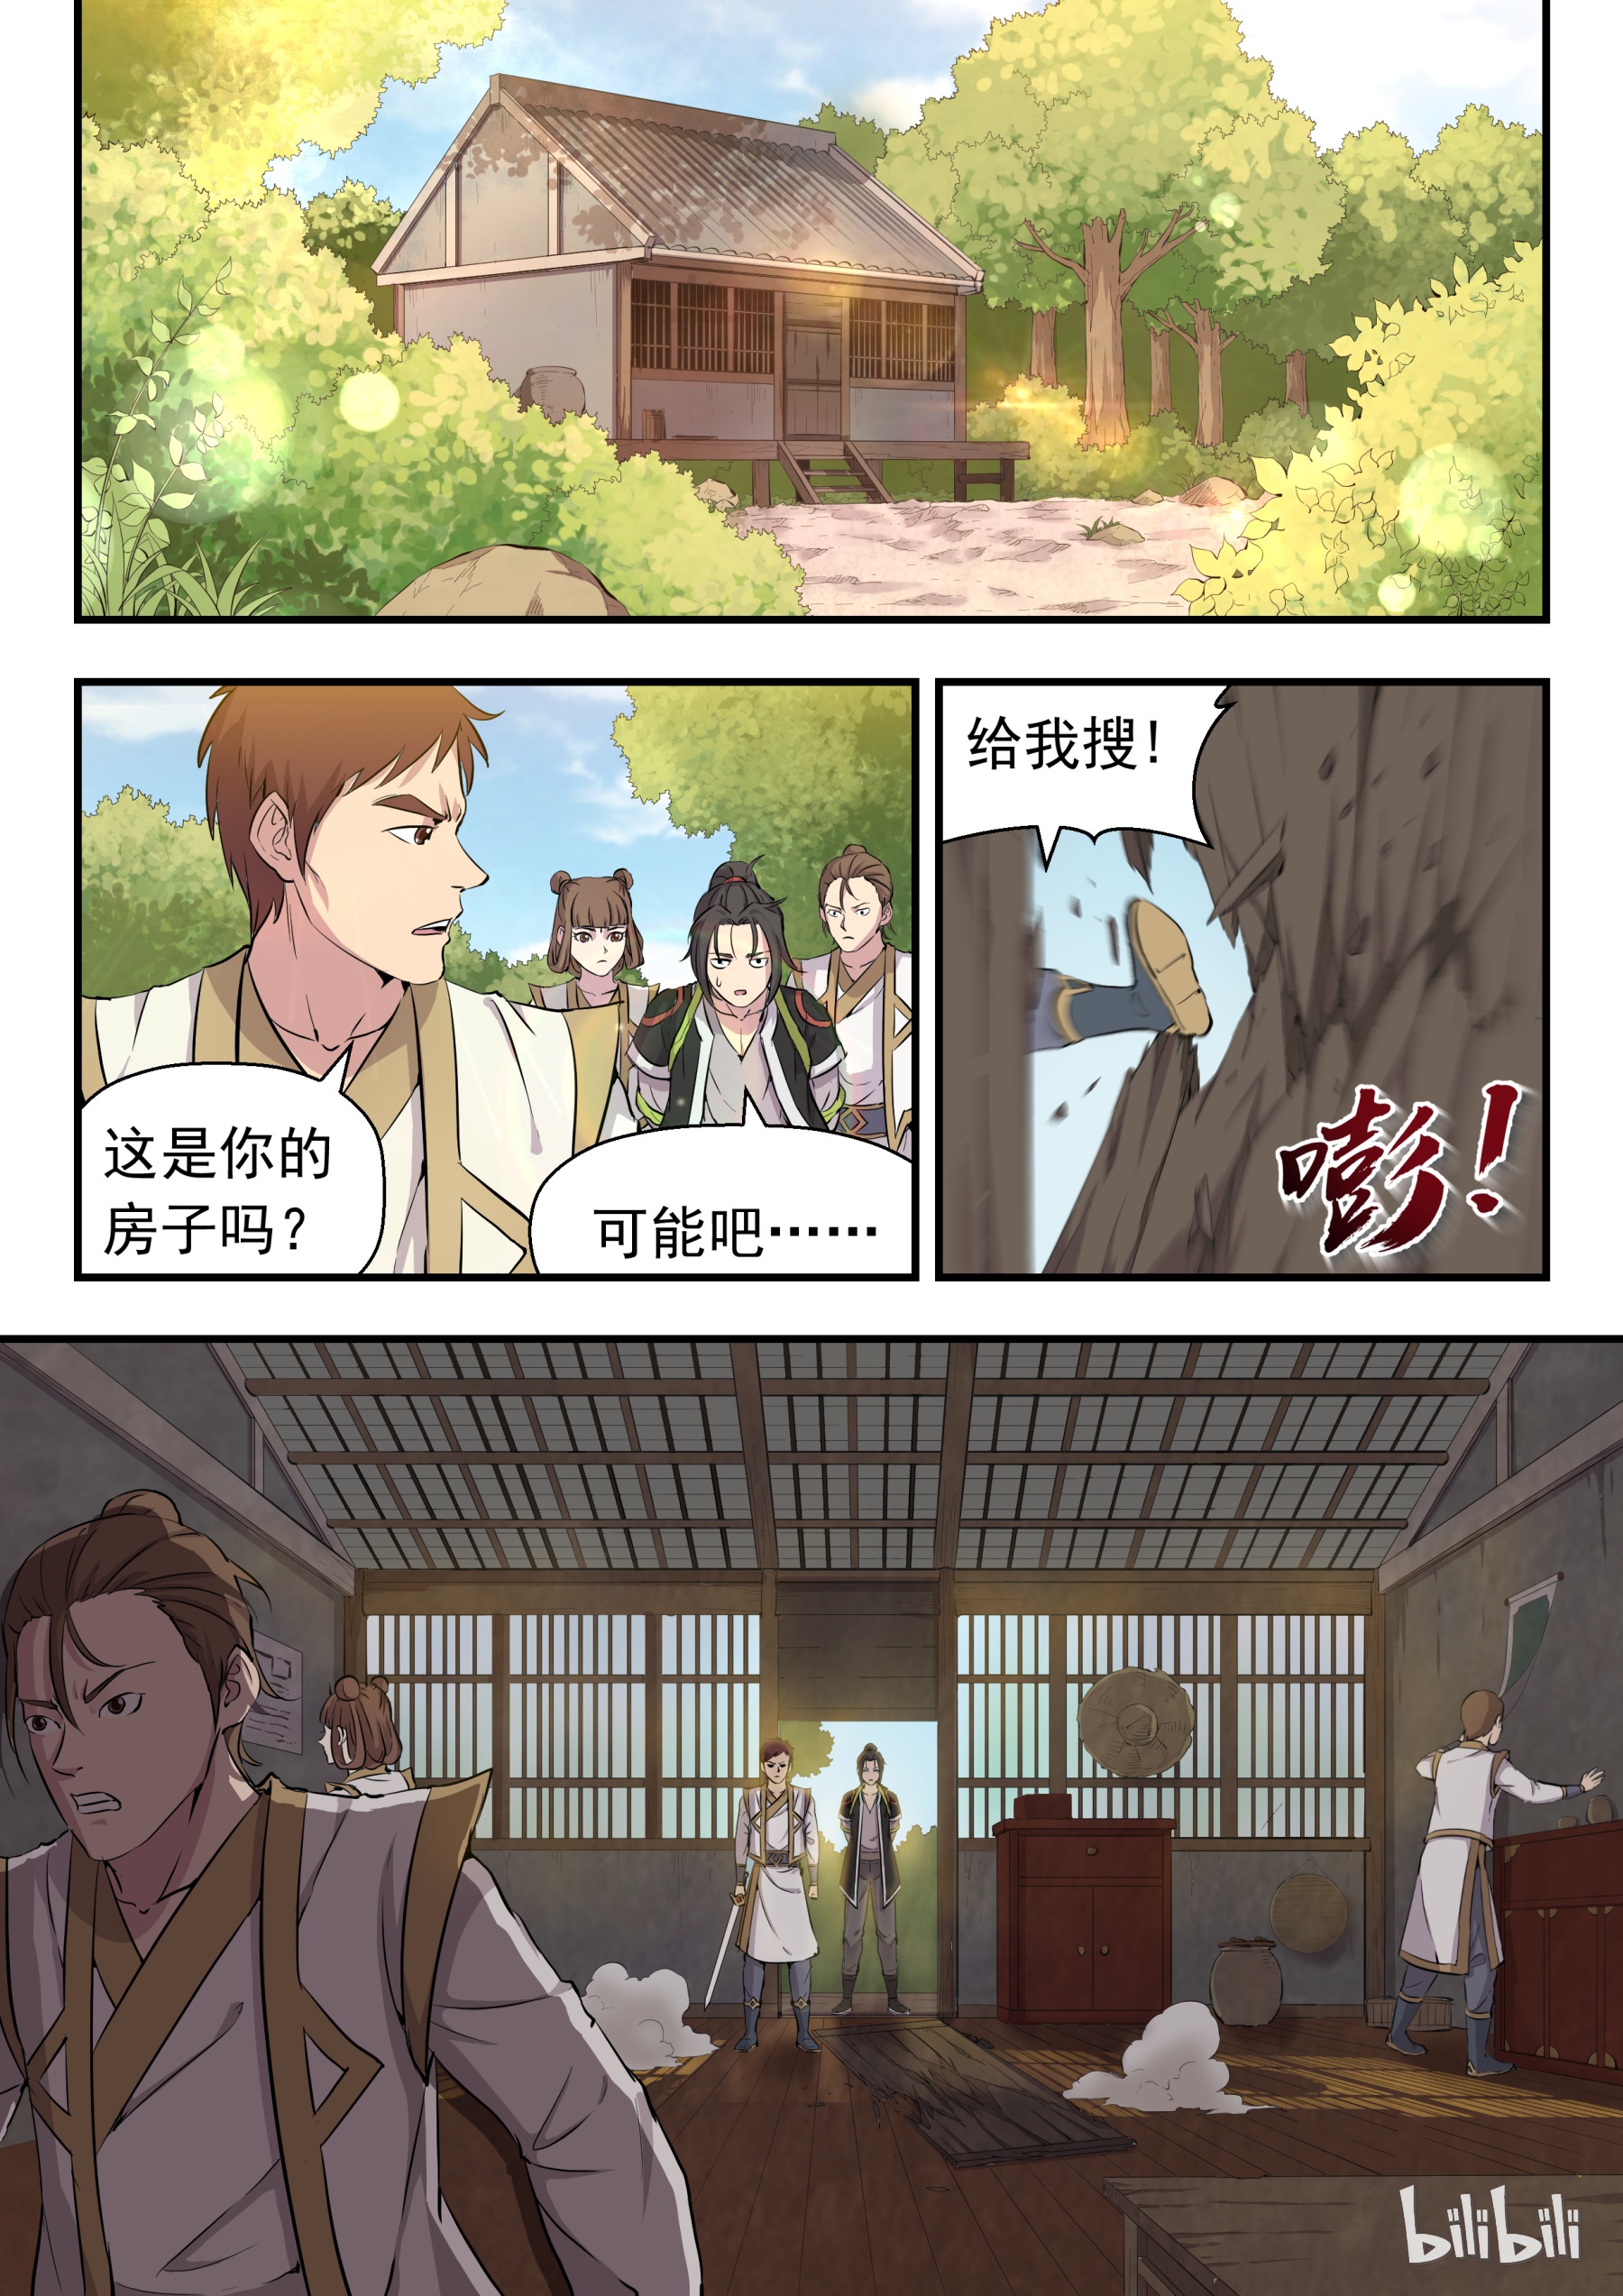 这是你的
房子吗？
可能吧……
给我搜！
嘭！
bilibili